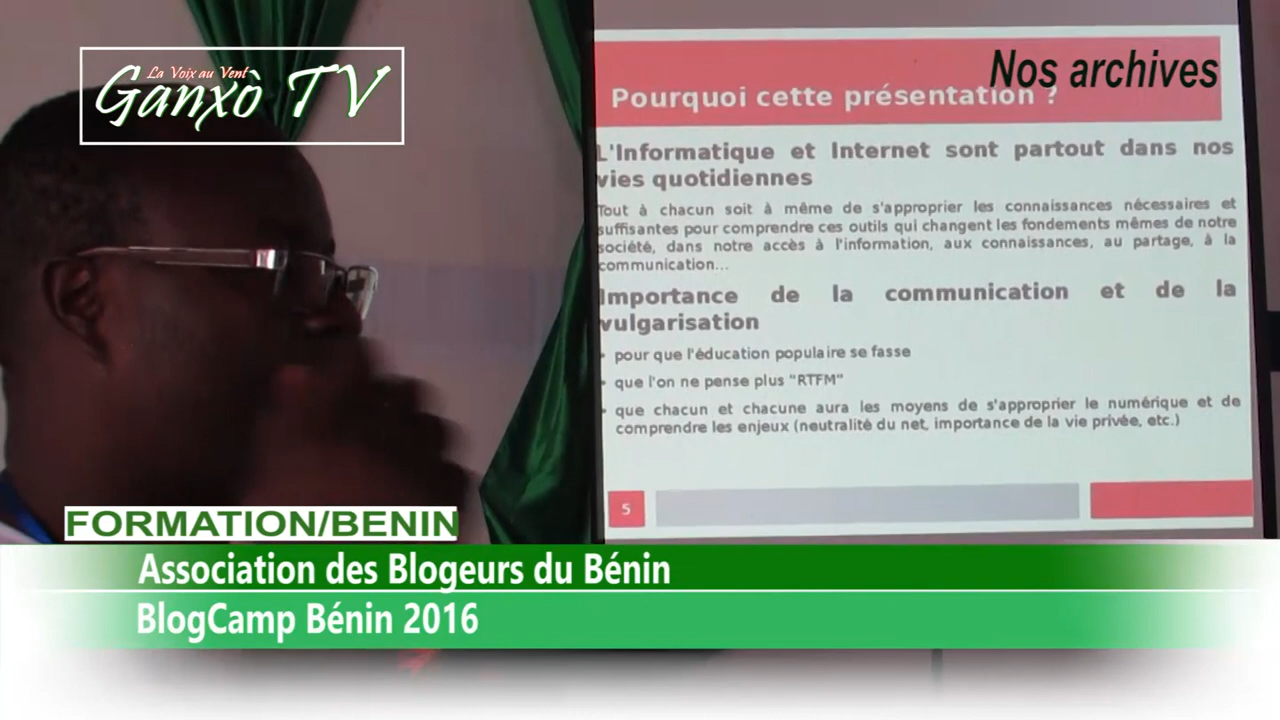 La Voix au Vent
Ganxò TV
Nos archives
Pourquoi cette présentation ?
L'Informatique et Internet sont partout dans nos
vies quotidiennes
Tout à chacun soit à même de s'approprier les connaissances nécessaires et
suffisantes pour comprendre ces outils qui changent les fondements mêmes de notre
société, dans notre accès à l'information, aux connaissances, au partage, à la
communication...
Importance de la communication et de la
vulgarisation
• pour que l'éducation populaire se fasse
• que l'on ne pense plus "RTFM"
• que chacun et chacune aura les moyens de s'approprier le numérique et de
comprendre les enjeux (neutralité du net, importance de la vie privée, etc.)
5
FORMATION/BENIN
Association des Blogeurs du Bénin
BlogCamp Bénin 2016